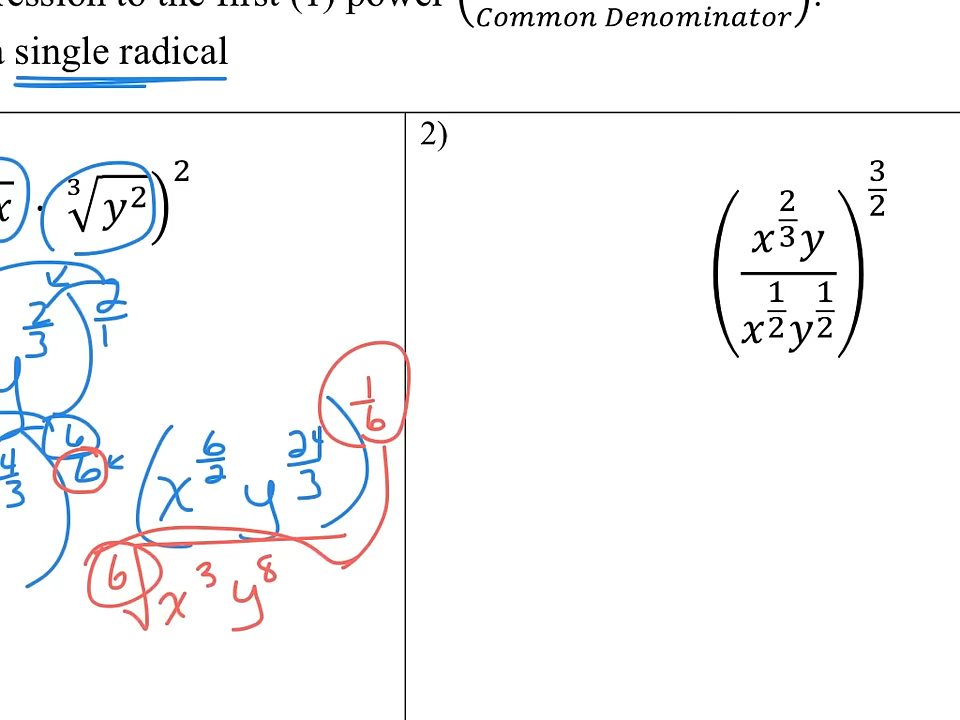 ression to the first (1) power (
Common Denominator).
a single radical
2)
x · ∛y²)²
(x^(2/3) y / x^(1/2) y^(1/2))^(3/2)
y^(2/3) 2/1
6/6
4/3
(x^(6/2) y^(24/3))^(1/6)
⁶√x³y⁸